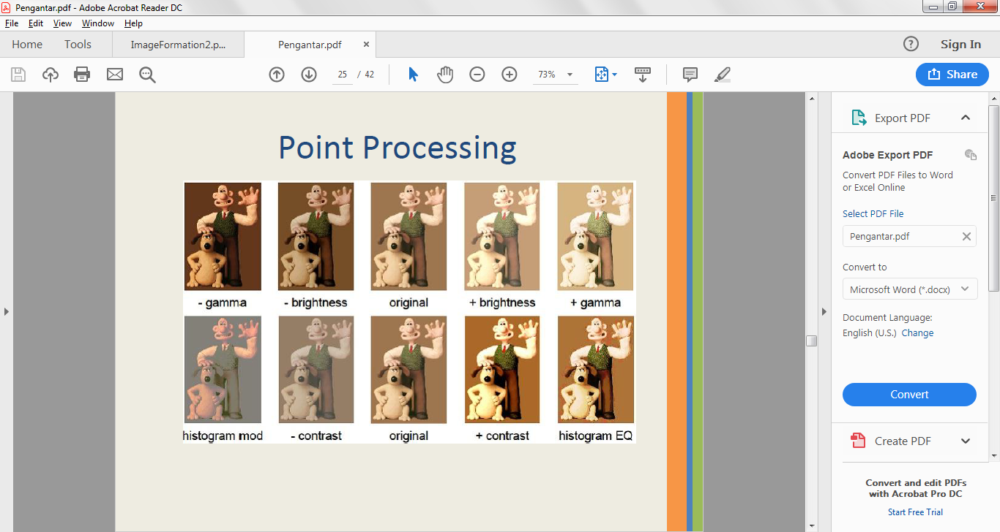 Pengantar.pdf - Adobe Acrobat Reader DC
File Edit View Window Help
Home Tools ImageFormation2.p... Pengantar.pdf × ? Sign In
25 / 42 73% Share
Point Processing
- gamma - brightness original + brightness + gamma
histogram mod - contrast original + contrast histogram EQ
Export PDF
Adobe Export PDF
Convert PDF Files to Word
or Excel Online
Select PDF File
Pengantar.pdf
Convert to
Microsoft Word (*.docx)
Document Language:
English (U.S.) Change
Convert
Create PDF
Convert and edit PDFs
with Acrobat Pro DC
Start Free Trial